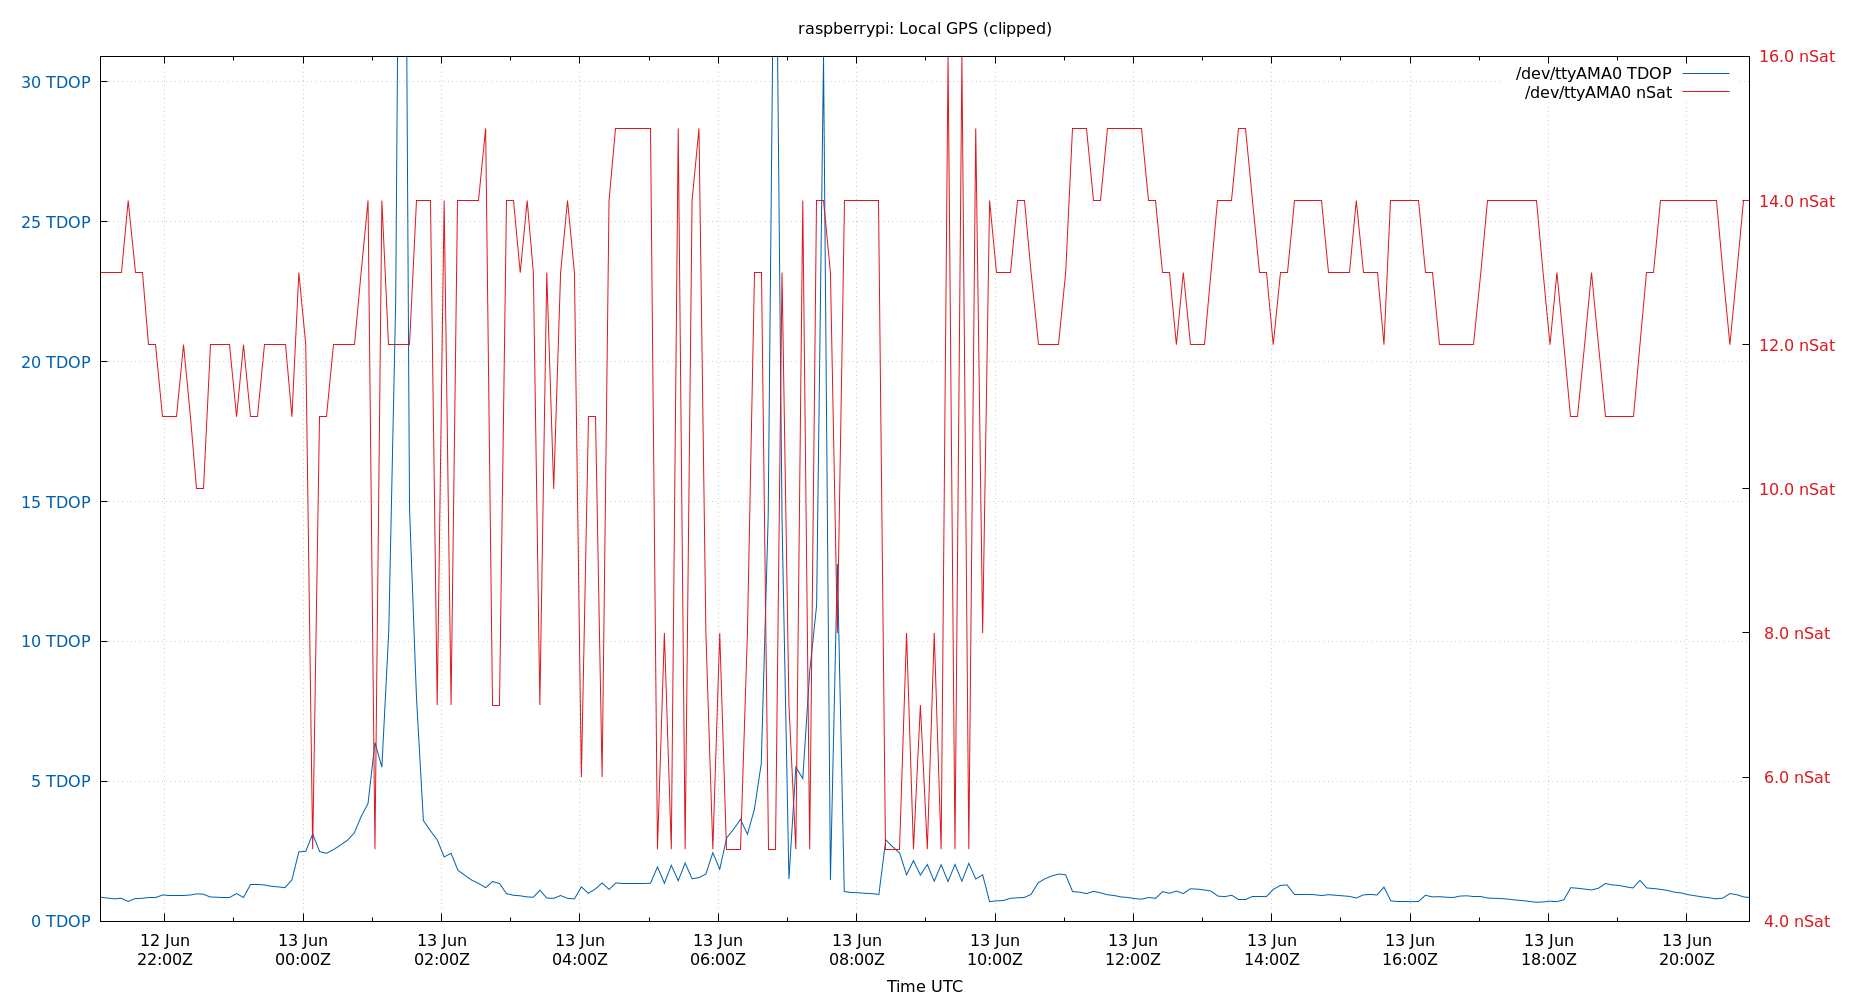 raspberrypi: Local GPS (clipped)
/dev/ttyAMA0 TDOP
/dev/ttyAMA0 nSat
30 TDOP
25 TDOP
20 TDOP
15 TDOP
10 TDOP
5 TDOP
0 TDOP
16.0 nSat
14.0 nSat
12.0 nSat
10.0 nSat
8.0 nSat
6.0 nSat
4.0 nSat
12 Jun 13 Jun 13 Jun 13 Jun 13 Jun 13 Jun 13 Jun 13 Jun 13 Jun 13 Jun 13 Jun 13 Jun
22:00Z 00:00Z 02:00Z 04:00Z 06:00Z 08:00Z 10:00Z 12:00Z 14:00Z 16:00Z 18:00Z 20:00Z
Time UTC